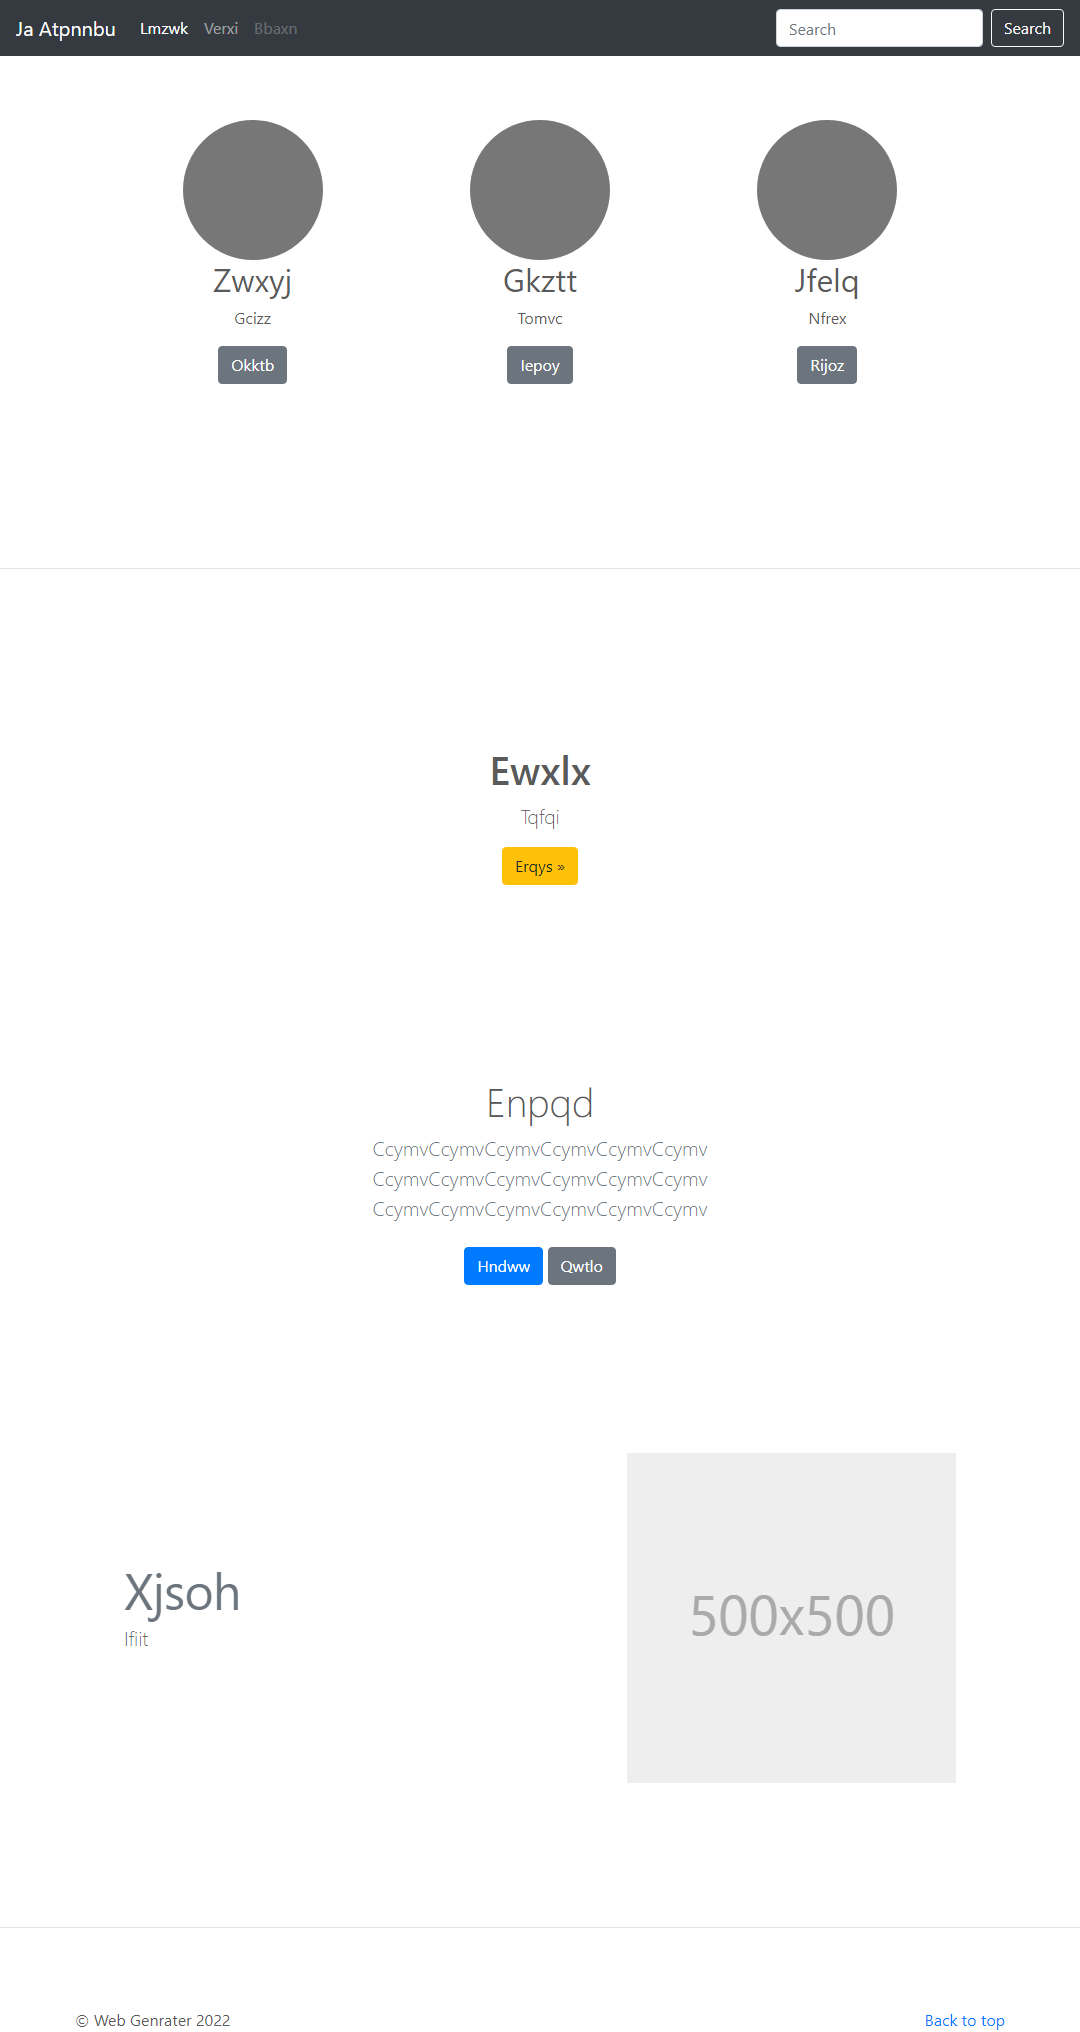 Ja Atpnnbu Lmzwk Verxi Bbaxn Search Search
Zwxyj Gkztt Jfelq
Gcizz Tomvc Nfrex
Okktb Iepoy Rijoz
Ewxlx
Tqfqi
Erqys »
Enpqd
CcymvCcymvCcymvCcymvCcymvCcymv
CcymvCcymvCcymvCcymvCcymvCcymv
CcymvCcymvCcymvCcymvCcymvCcymv
Hndww Qwtlo
Xjsoh
Ifiit
500x500
© Web Genrater 2022 Back to top